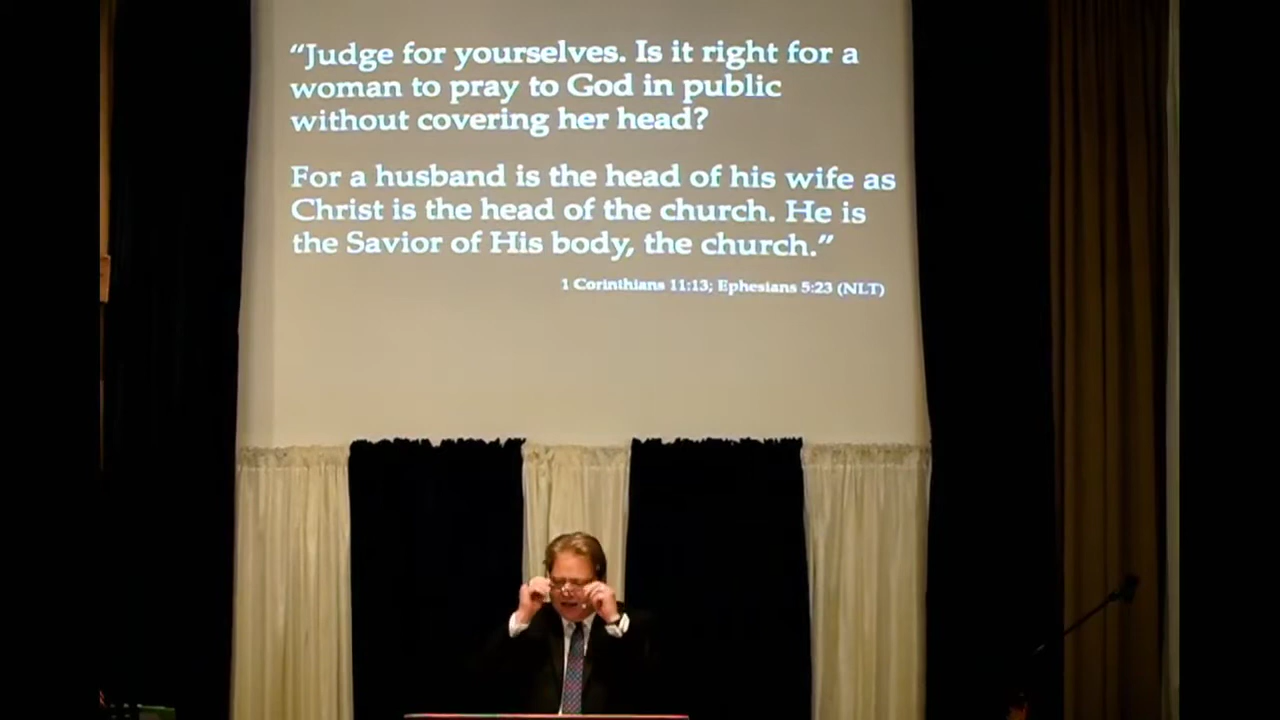 “Judge for yourselves. Is it right for a
woman to pray to God in public
without covering her head?
For a husband is the head of his wife as
Christ is the head of the church. He is
the Savior of His body, the church.”
1 Corinthians 11:13; Ephesians 5:23 (NLT)